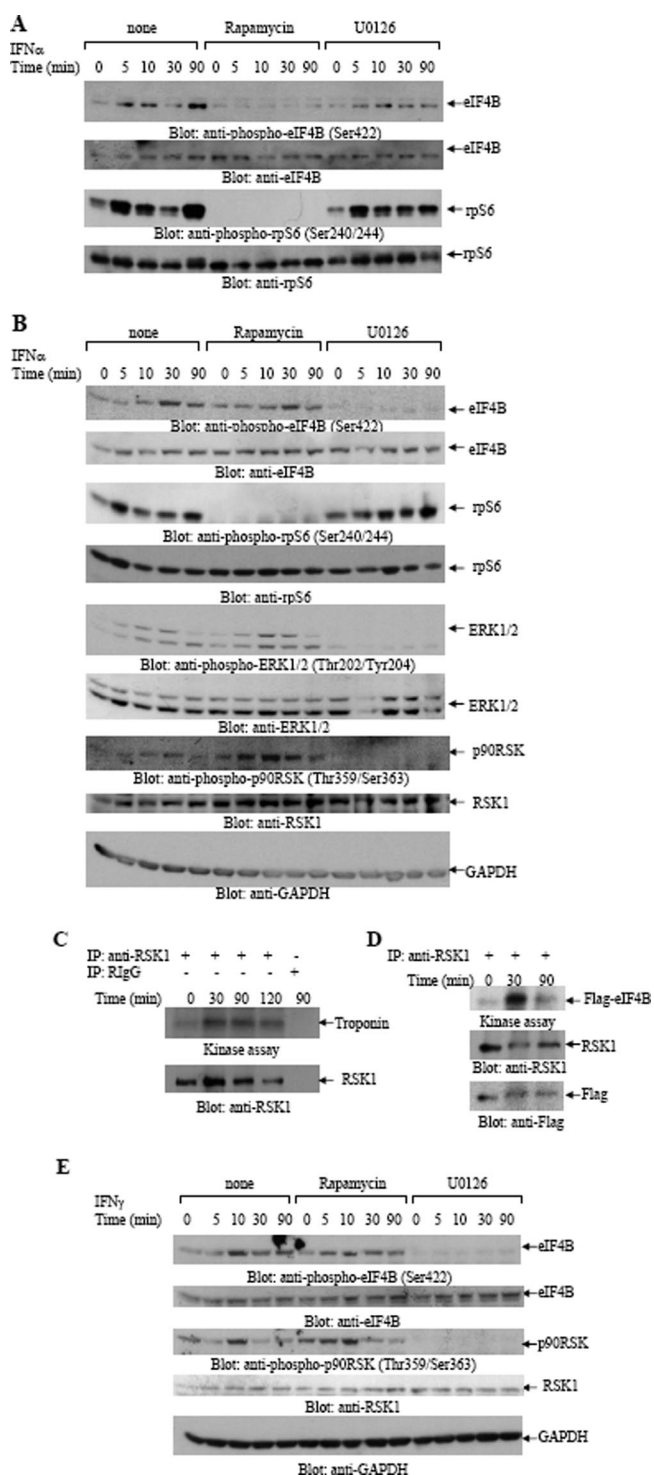 A
none Rapamycin U0126
IFNα
Time (min) 0 5 10 30 90 0 5 10 30 90 0 5 10 30 90
eIF4B
Blot: anti-phospho-eIF4B (Ser422)
eIF4B
Blot: anti-eIF4B
rpS6
Blot: anti-phospho-rpS6 (Ser240/244)
rpS6
Blot: anti-rpS6
B
none Rapamycin U0126
IFNα
Time (min) 0 5 10 30 90 0 5 10 30 90 0 5 10 30 90
eIF4B
Blot: anti-phospho-eIF4B (Ser422)
eIF4B
Blot: anti-eIF4B
rpS6
Blot: anti-phospho-rpS6 (Ser240/244)
rpS6
Blot: anti-rpS6
ERK1/2
Blot: anti-phospho-ERK1/2 (Thr202/Tyr204)
ERK1/2
Blot: anti-ERK1/2
p90RSK
Blot: anti-phospho-p90RSK (Thr359/Ser363)
RSK1
Blot: anti-RSK1
GAPDH
Blot: anti-GAPDH
C
IP: anti-RSK1 + + + + -
IP: RIgG - - - - +
Time (min) 0 30 90 120 90
Troponin
Kinase assay
RSK1
Blot: anti-RSK1
D
IP: anti-RSK1 + + +
Time (min) 0 30 90
Flag-eIF4B
Kinase assay
RSK1
Blot: anti-RSK1
Flag
Blot: anti-Flag
E
none Rapamycin U0126
IFNγ
Time (min) 0 5 10 30 90 0 5 10 30 90 0 5 10 30 90
eIF4B
Blot: anti-phospho-eIF4B (Ser422)
eIF4B
Blot: anti-eIF4B
p90RSK
Blot: anti-phospho-p90RSK (Thr359/Ser363)
RSK1
Blot: anti-RSK1
GAPDH
Blot: anti-GAPDH